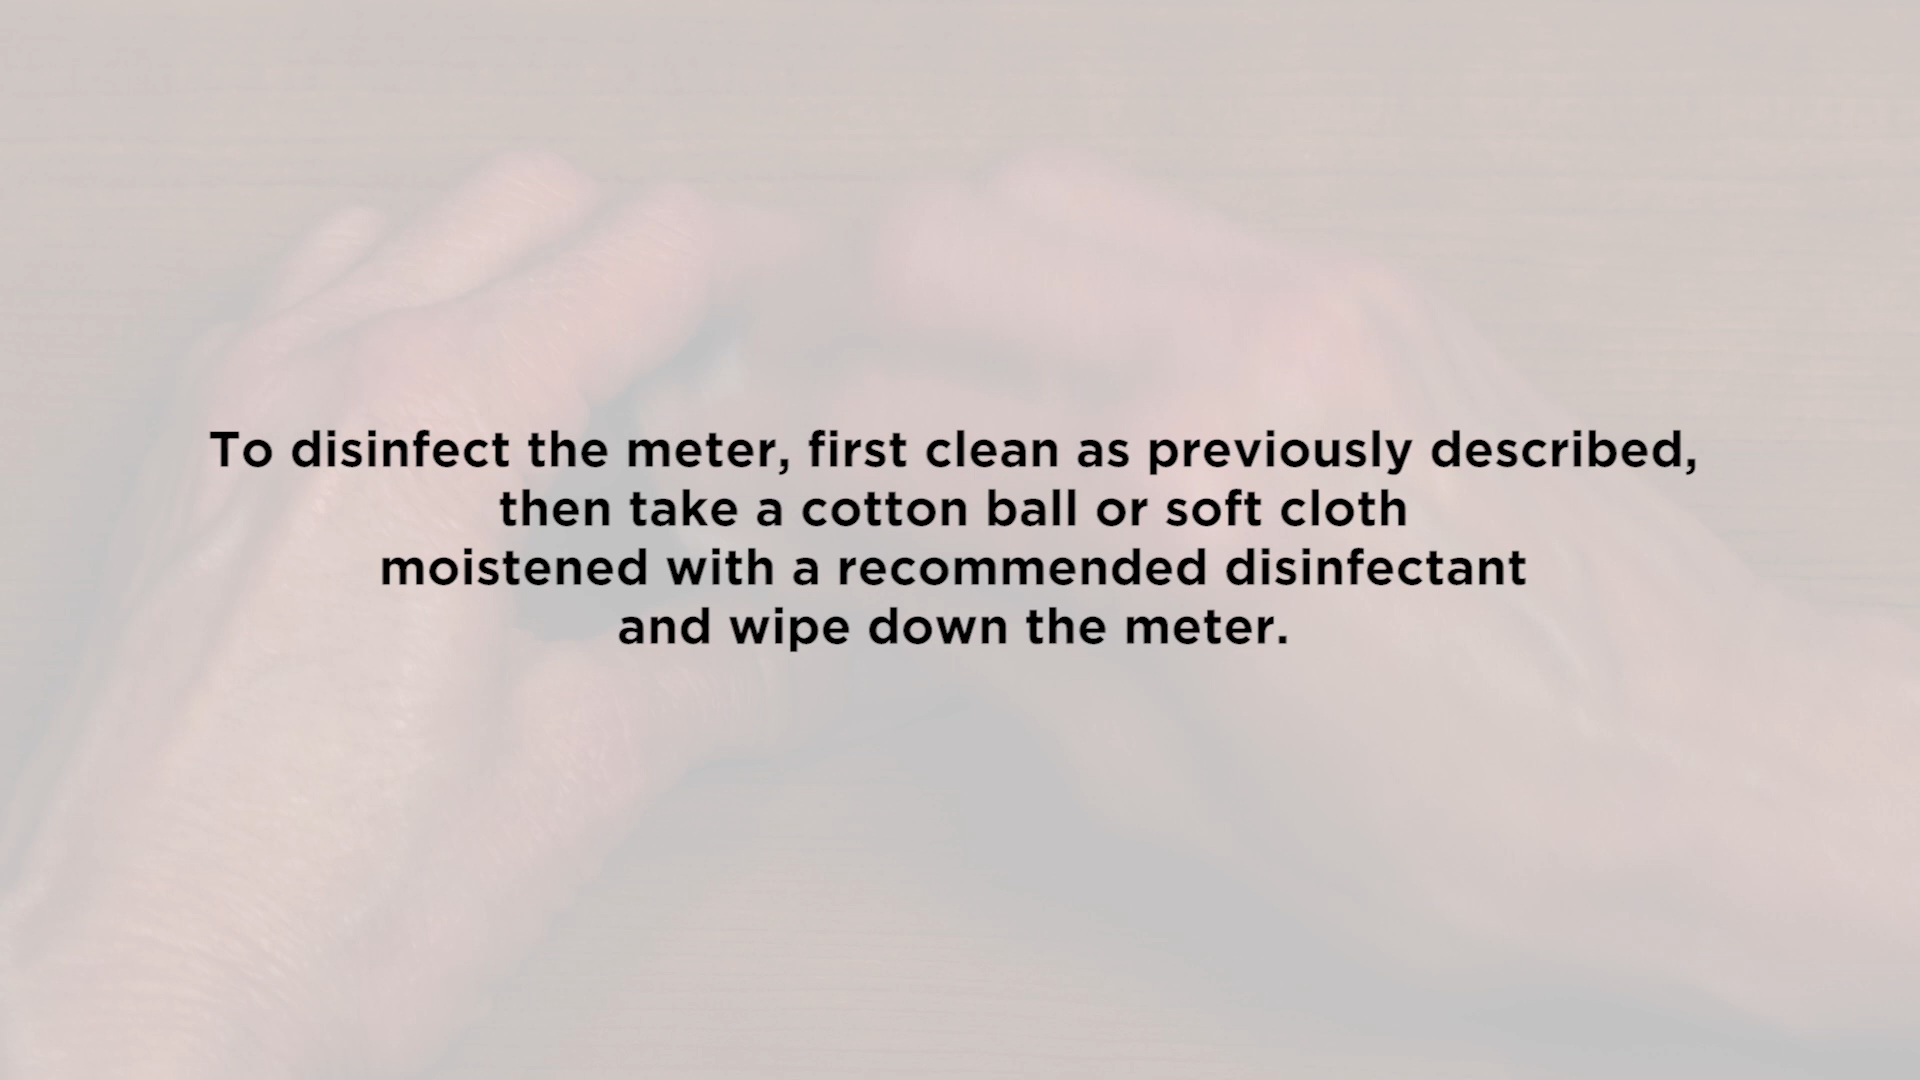 To disinfect the meter, first clean as previously described,
then take a cotton ball or soft cloth
moistened with a recommended disinfectant
and wipe down the meter.